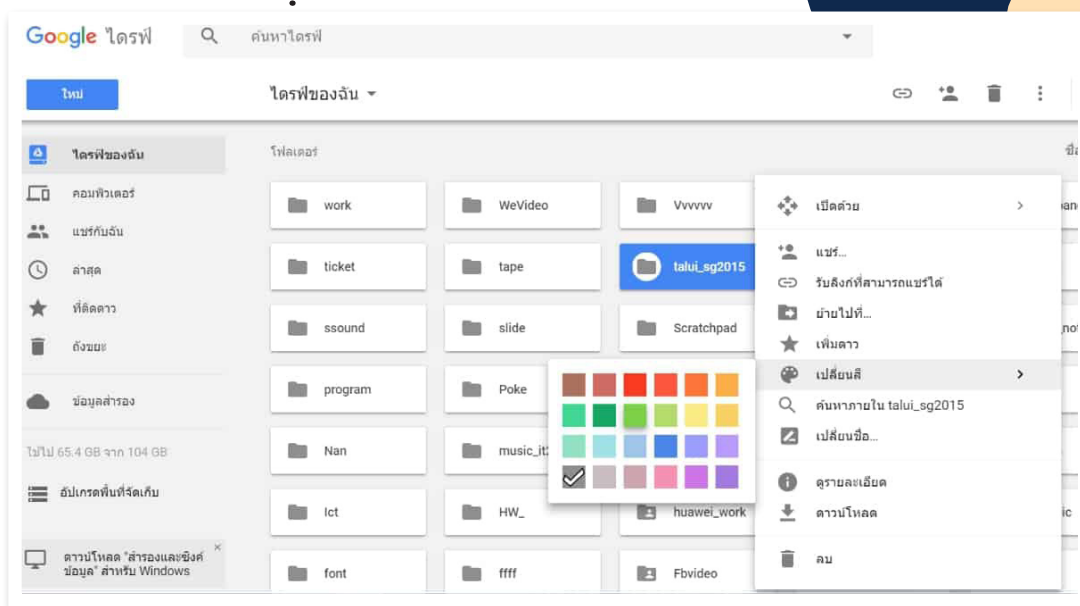 Google ไดรฟ์
ค้นหาไดรฟ์
ใหม่
ไดรฟ์ของฉัน
ไดรฟ์ของฉัน
คอมพิวเตอร์
แชร์กับฉัน
ล่าสุด
ที่ติดดาว
ถังขยะ
ข้อมูลสำรอง
ใช้ไป 65.4 GB จาก 104 GB
อัปเกรดพื้นที่จัดเก็บ
ดาวน์โหลด "สำรองและซิงค์
ข้อมูล" สำหรับ Windows
โฟลเดอร์
work
WeVideo
Vvvvvv
ticket
tape
talui_sg2015
ssound
slide
Scratchpad
program
Poke
Nan
Ict
HW_
huawei_work
font
ffff
Fbvideo
เปิดด้วย
แชร์...
รับลิงก์ที่สามารถแชร์ได้
ย้ายไปที่...
เพิ่มดาว
เปลี่ยนสี
ค้นหาภายใน talui_sg2015
เปลี่ยนชื่อ...
ดูรายละเอียด
ดาวน์โหลด
ลบ